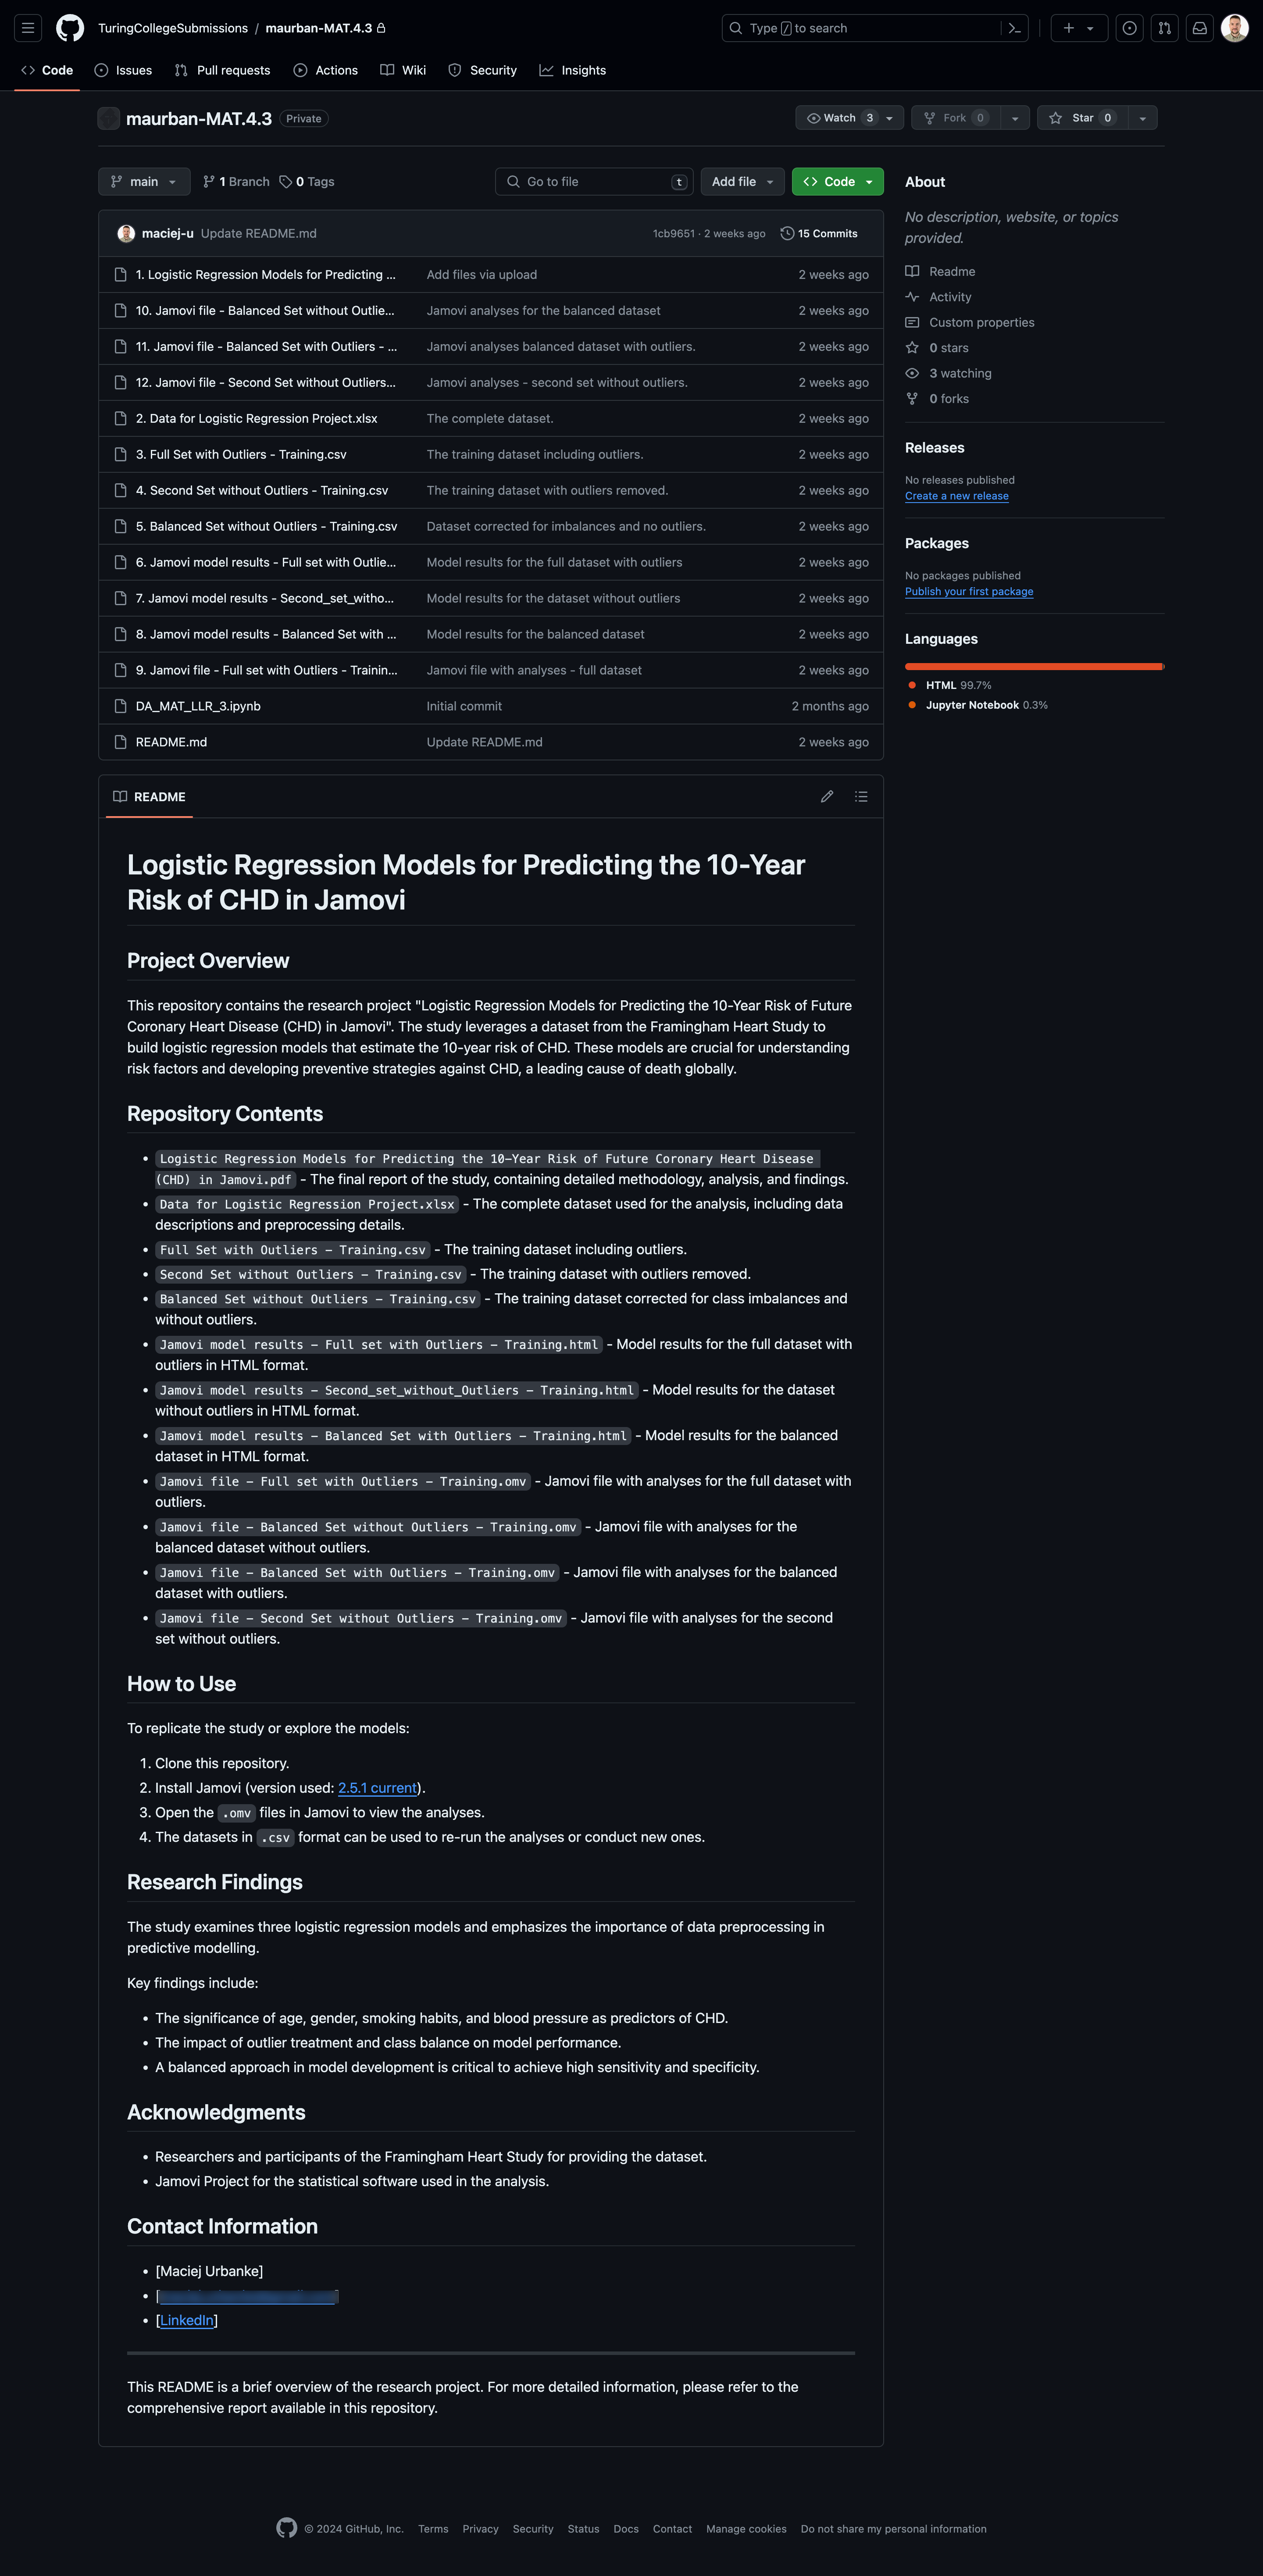 TuringCollegeSubmissions / maurban-MAT.4.3
Type / to search
Code
Issues
Pull requests
Actions
Wiki
Security
Insights
maurban-MAT.4.3 Private
Watch 3
Fork 0
Star 0
main
1 Branch
0 Tags
Go to file t
Add file
Code
maciej-u Update README.md 1cb9651 · 2 weeks ago 15 Commits
1. Logistic Regression Models for Predicting ... Add files via upload 2 weeks ago
10. Jamovi file - Balanced Set without Outlie... Jamovi analyses for the balanced dataset 2 weeks ago
11. Jamovi file - Balanced Set with Outliers - ... Jamovi analyses balanced dataset with outliers. 2 weeks ago
12. Jamovi file - Second Set without Outliers... Jamovi analyses - second set without outliers. 2 weeks ago
2. Data for Logistic Regression Project.xlsx The complete dataset. 2 weeks ago
3. Full Set with Outliers - Training.csv The training dataset including outliers. 2 weeks ago
4. Second Set without Outliers - Training.csv The training dataset with outliers removed. 2 weeks ago
5. Balanced Set without Outliers - Training.csv Dataset corrected for imbalances and no outliers. 2 weeks ago
6. Jamovi model results - Full set with Outlie... Model results for the full dataset with outliers 2 weeks ago
7. Jamovi model results - Second_set_witho... Model results for the dataset without outliers 2 weeks ago
8. Jamovi model results - Balanced Set with ... Model results for the balanced dataset 2 weeks ago
9. Jamovi file - Full set with Outliers - Trainin... Jamovi file with analyses - full dataset 2 weeks ago
DA_MAT_LLR_3.ipynb Initial commit 2 months ago
README.md Update README.md 2 weeks ago
README
Logistic Regression Models for Predicting the 10-Year
Risk of CHD in Jamovi
Project Overview
This repository contains the research project "Logistic Regression Models for Predicting the 10-Year Risk of Future
Coronary Heart Disease (CHD) in Jamovi". The study leverages a dataset from the Framingham Heart Study to
build logistic regression models that estimate the 10-year risk of CHD. These models are crucial for understanding
risk factors and developing preventive strategies against CHD, a leading cause of death globally.
Repository Contents
• Logistic Regression Models for Predicting the 10-Year Risk of Future Coronary Heart Disease
(CHD) in Jamovi.pdf - The final report of the study, containing detailed methodology, analysis, and findings.
• Data for Logistic Regression Project.xlsx - The complete dataset used for the analysis, including data
descriptions and preprocessing details.
• Full Set with Outliers - Training.csv - The training dataset including outliers.
• Second Set without Outliers - Training.csv - The training dataset with outliers removed.
• Balanced Set without Outliers - Training.csv - The training dataset corrected for class imbalances and
without outliers.
• Jamovi model results - Full set with Outliers - Training.html - Model results for the full dataset with
outliers in HTML format.
• Jamovi model results - Second_set_without_Outliers - Training.html - Model results for the dataset
without outliers in HTML format.
• Jamovi model results - Balanced Set with Outliers - Training.html - Model results for the balanced
dataset in HTML format.
• Jamovi file - Full set with Outliers - Training.omv - Jamovi file with analyses for the full dataset with
outliers.
• Jamovi file - Balanced Set without Outliers - Training.omv - Jamovi file with analyses for the
balanced dataset without outliers.
• Jamovi file - Balanced Set with Outliers - Training.omv - Jamovi file with analyses for the balanced
dataset with outliers.
• Jamovi file - Second Set without Outliers - Training.omv - Jamovi file with analyses for the second
set without outliers.
How to Use
To replicate the study or explore the models:
1. Clone this repository.
2. Install Jamovi (version used: 2.5.1 current).
3. Open the .omv files in Jamovi to view the analyses.
4. The datasets in .csv format can be used to re-run the analyses or conduct new ones.
Research Findings
The study examines three logistic regression models and emphasizes the importance of data preprocessing in
predictive modelling.
Key findings include:
• The significance of age, gender, smoking habits, and blood pressure as predictors of CHD.
• The impact of outlier treatment and class balance on model performance.
• A balanced approach in model development is critical to achieve high sensitivity and specificity.
Acknowledgments
• Researchers and participants of the Framingham Heart Study for providing the dataset.
• Jamovi Project for the statistical software used in the analysis.
Contact Information
• [Maciej Urbanke]
• [LinkedIn]
This README is a brief overview of the research project. For more detailed information, please refer to the
comprehensive report available in this repository.
About
No description, website, or topics
provided.
Readme
Activity
Custom properties
0 stars
3 watching
0 forks
Releases
No releases published
Create a new release
Packages
No packages published
Publish your first package
Languages
HTML 99.7%
Jupyter Notebook 0.3%
© 2024 GitHub, Inc. Terms Privacy Security Status Docs Contact Manage cookies Do not share my personal information